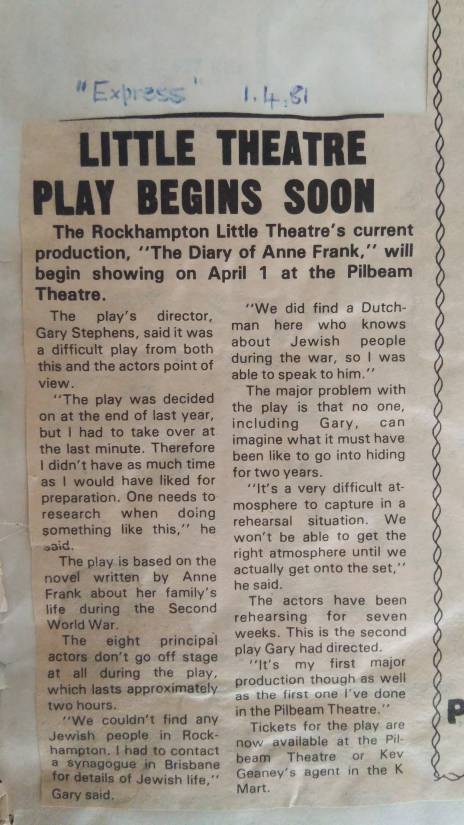 "Express" 1.4.81
LITTLE THEATRE
PLAY BEGINS SOON
The Rockhampton Little Theatre's current
production, "The Diary of Anne Frank," will
begin showing on April 1 at the Pilbeam
Theatre.
The play's director,
Gary Stephens, said it was
a difficult play from both
this and the actors point of
view.
"The play was decided
on at the end of last year,
but I had to take over at
the last minute. Therefore
I didn't have as much time
as I would have liked for
preparation. One needs to
research when doing
something like this," he
said.
The play is based on the
novel written by Anne
Frank about her family's
life during the Second
World War.
The eight principal
actors don't go off stage
at all during the play,
which lasts approximately
two hours.
"We couldn't find any
Jewish people in Rock-
hampton. I had to contact
a synagogue in Brisbane
for details of Jewish life,"
Gary said.
"We did find a Dutch-
man here who knows
about Jewish people
during the war, so I was
able to speak to him."
The major problem with
the play is that no one,
including Gary, can
imagine what it must have
been like to go into hiding
for two years.
"It's a very difficult at-
mosphere to capture in a
rehearsal situation. We
won't be able to get the
right atmosphere until we
actually get onto the set,"
he said.
The actors have been
rehearsing for seven
weeks. This is the second
play Gary had directed.
"It's my first major
production though as well
as the first one I've done
in the Pilbeam Theatre."
Tickets for the play are
now available at the Pil-
beam Theatre or Kev
Geaney's agent in the K
Mart.
P